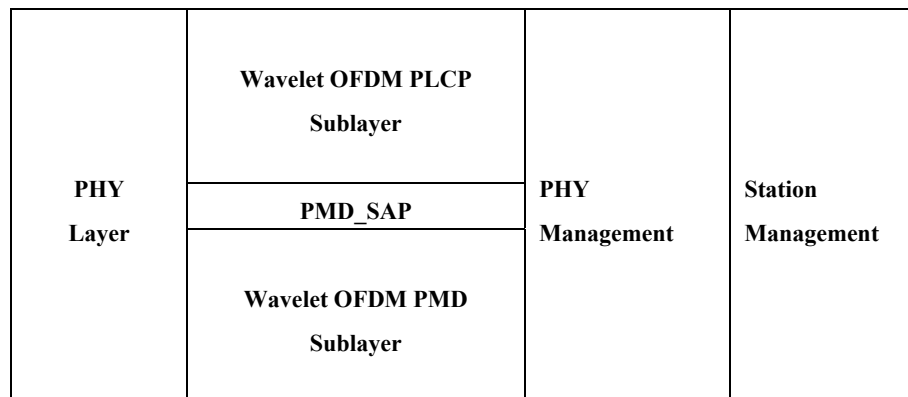 PHY
Layer
Wavelet OFDM PLCP
Sublayer
PMD_SAP
Wavelet OFDM PMD
Sublayer
PHY
Management
Station
Management